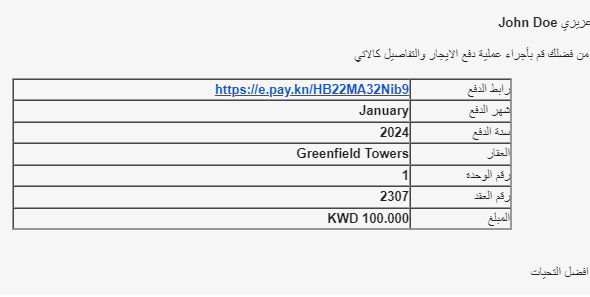 عزيزي John Doe
من فضلك قم بأجراء عملية دفع الايجار والتفاصيل كالاتي
رابط الدفع https://e.pay.kn/HB22MA32Nib9
شهر الدفع January
سنة الدفع 2024
العقار Greenfield Towers
رقم الوحدة 1
رقم العقد 2307
المبلغ KWD 100.000
افضل التحيات